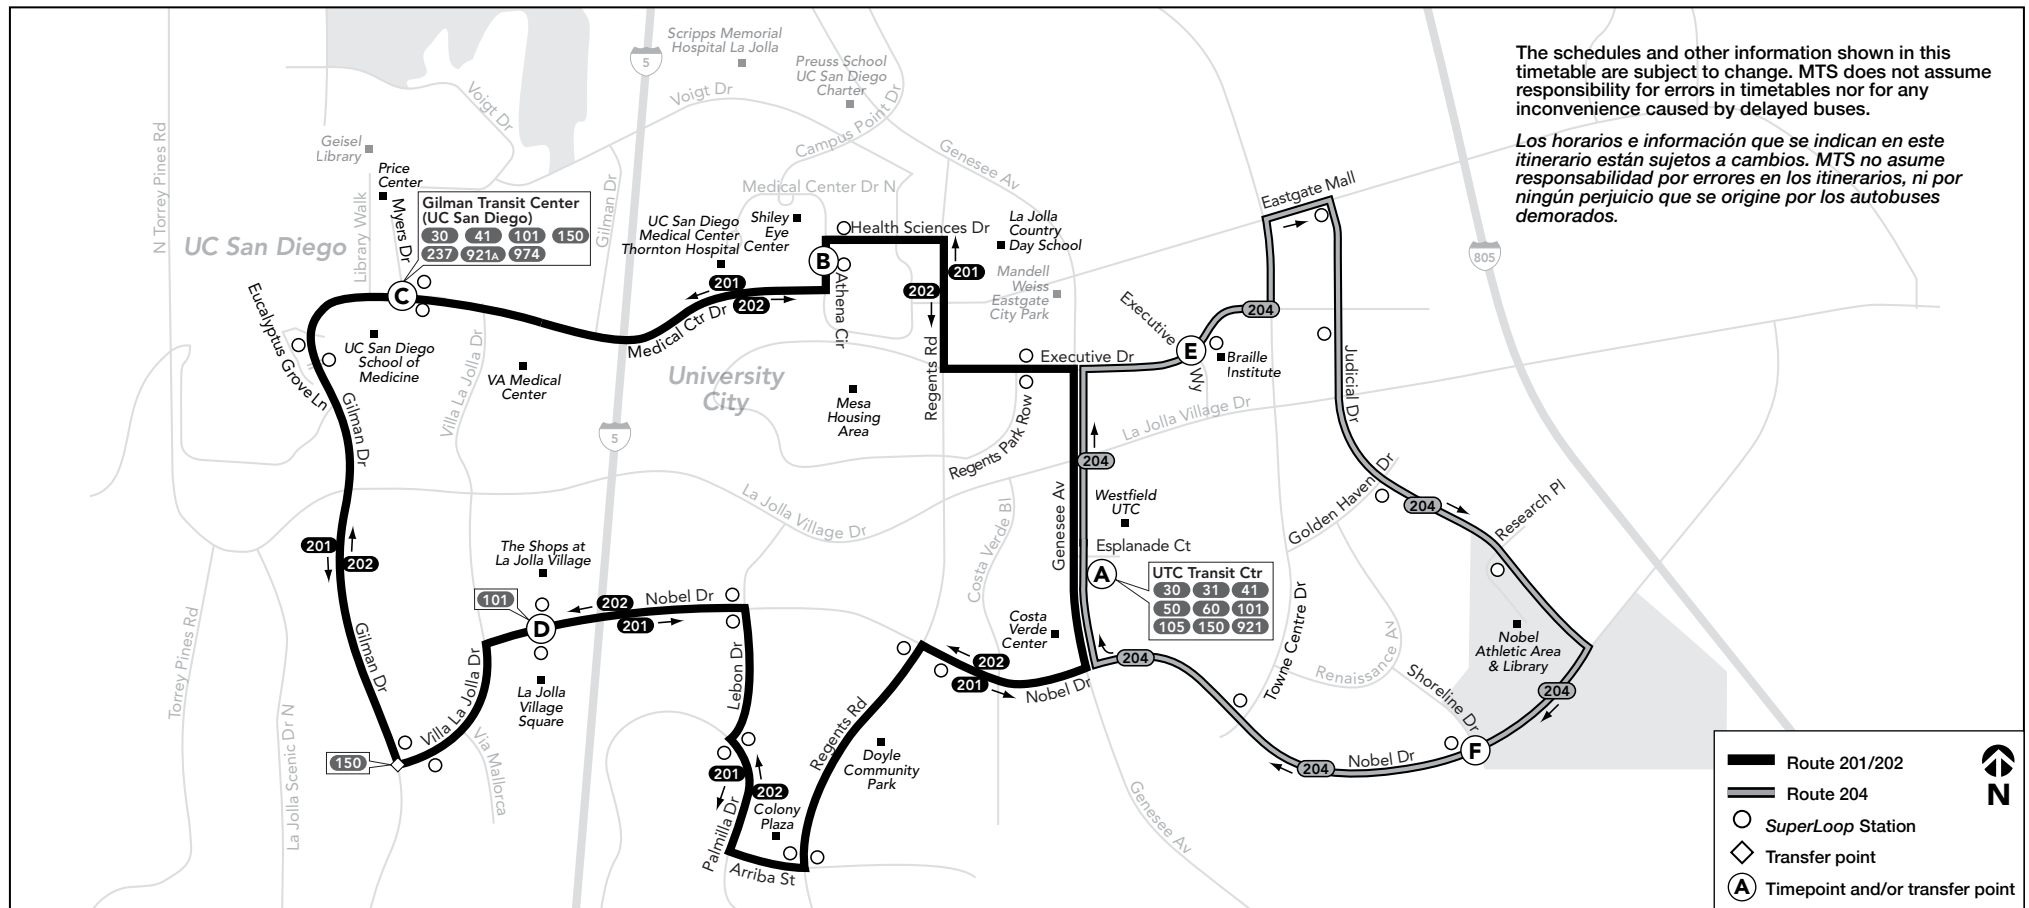 The schedules and other information shown in this
timetable are subject to change. MTS does not assume
responsibility for errors in timetables nor for any
inconvenience caused by delayed buses.
Los horarios e información que se indican en este
itinerario están sujetos a cambios. MTS no asume
responsabilidad por errores en los itinerarios, ni por
ningún perjuicio que se origine por los autobuses
demorados.
Scripps Memorial
Hospital La Jolla
5
Preuss School
UC San Diego
Charter
Voigt Dr
Voigt Dr
Campus Point Dr
Genesee Av
N Torrey Pines Rd
Geisel
Library
Price
Center
Library Walk
Myers Dr
Gilman Transit Center
(UC San Diego)
30 41 101 150
237 921A 974
Gilman Dr
Medical Center Dr N
UC San Diego
UC San Diego
Medical Center
Thornton Hospital
Shiley
Eye
Center
Health Sciences Dr
La Jolla
Country
Day School
Eastgate Mall
805
B
201
201
202
202
Mandell
Weiss
Eastgate
City Park
C
Eucalyptus Grove Ln
Medical Ctr Dr
Athena Cir
Regents Rd
Executive Dr
Executive Wy
E
204
Braille
Institute
Judicial Dr
UC San Diego
School of
Medicine
VA Medical
Center
Villa La Jolla Dr
University
City
Mesa
Housing
Area
Gilman Dr
5
Regents Park Row
La Jolla Village Dr
204
Genesee Av
Westfield
UTC
Golden Haven Dr
204
Research Pl
La Jolla Village Dr
Costa Verde Bl
Esplanade Ct
A
UTC Transit Ctr
30 31 41
50 60 101
105 150 921
201
202
The Shops at
La Jolla Village
101
D
202
201
Nobel Dr
Towne Centre Dr
Renaissance Av
Nobel
Athletic Area
& Library
Costa
Verde
Center
202
201
Nobel Dr
204
204
Shoreline Dr
F
Torrey Pines Rd
Gilman Dr
La Jolla
Village
Square
Villa La Jolla Dr
Lebon Dr
Regents Rd
Doyle
Community
Park
150
La Jolla Scenic Dr N
Via Mallorca
201
202
Palmilla Dr
Colony
Plaza
Arriba St
Genesee Av
204
Nobel Dr
Route 201/202
Route 204
SuperLoop Station
Transfer point
A Timepoint and/or transfer point
N